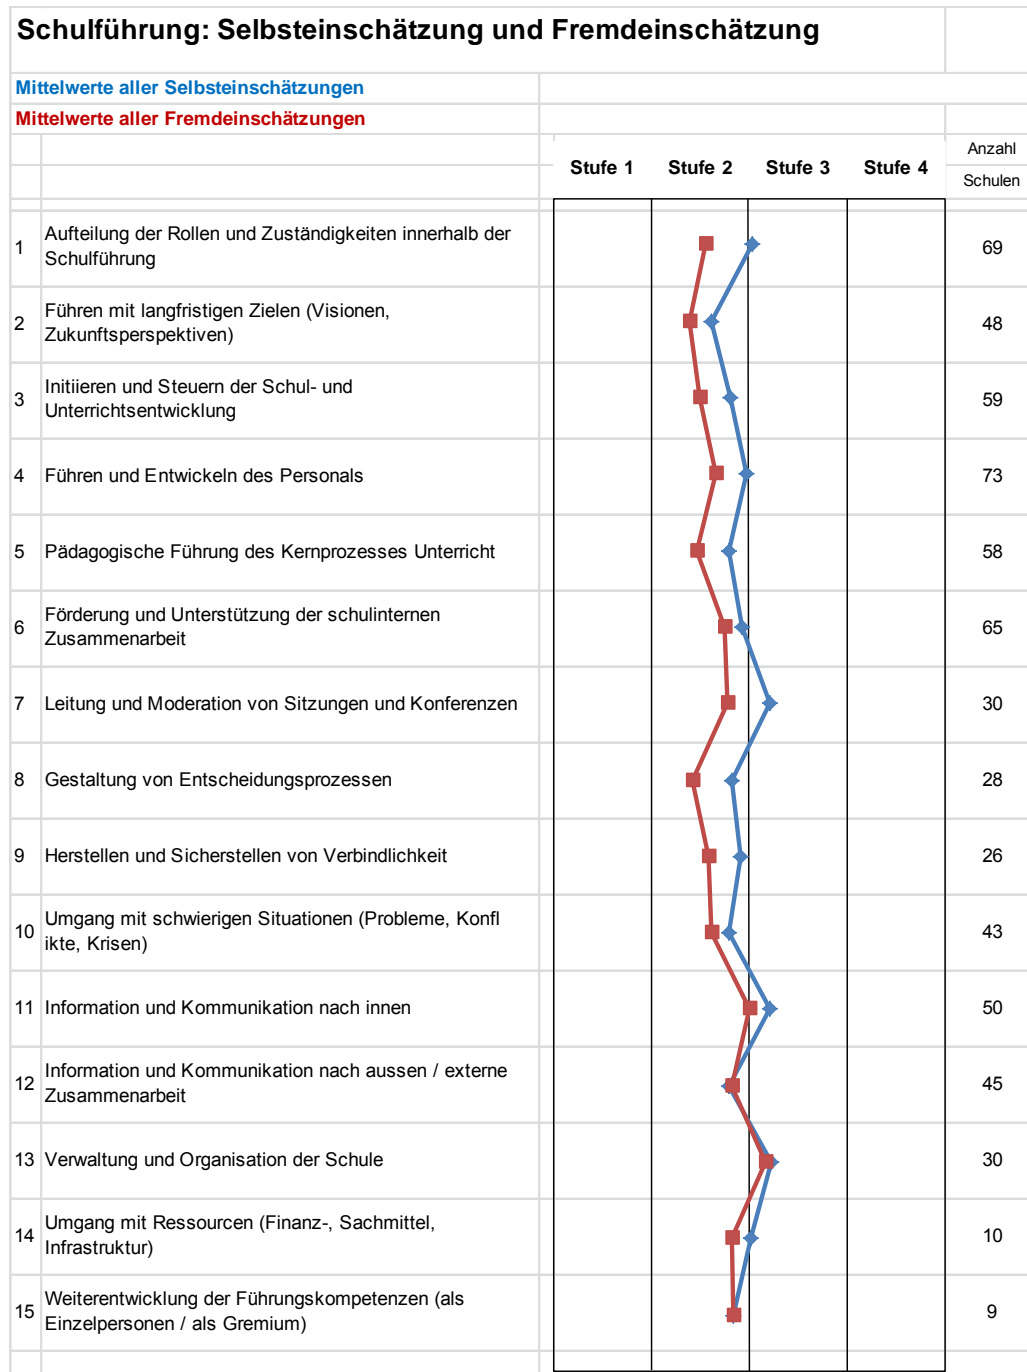 Schulführung: Selbsteinschätzung und Fremdeinschätzung
Mittelwerte aller Selbsteinschätzungen
Mittelwerte aller Fremdeinschätzungen
Stufe 1 Stufe 2 Stufe 3 Stufe 4
Anzahl
Schulen
1 Aufteilung der Rollen und Zuständigkeiten innerhalb der
Schulführung
69
2 Führen mit langfristigen Zielen (Visionen,
Zukunftsperspektiven)
48
3 Initiieren und Steuern der Schul- und
Unterrichtsentwicklung
59
4 Führen und Entwickeln des Personals 73
5 Pädagogische Führung des Kernprozesses Unterricht 58
6 Förderung und Unterstützung der schulinternen
Zusammenarbeit
65
7 Leitung und Moderation von Sitzungen und Konferenzen 30
8 Gestaltung von Entscheidungsprozessen 28
9 Herstellen und Sicherstellen von Verbindlichkeit 26
10 Umgang mit schwierigen Situationen (Probleme, Konfl
ikte, Krisen)
43
11 Information und Kommunikation nach innen 50
12 Information und Kommunikation nach aussen / externe
Zusammenarbeit
45
13 Verwaltung und Organisation der Schule 30
14 Umgang mit Ressourcen (Finanz-, Sachmittel,
Infrastruktur)
10
15 Weiterentwicklung der Führungskompetenzen (als
Einzelpersonen / als Gremium)
9